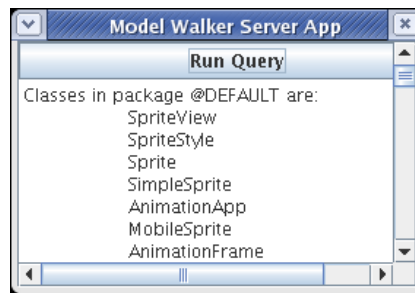 Model Walker Server App
Run Query
Classes in package @DEFAULT are:
SpriteView
SpriteStyle
Sprite
SimpleSprite
AnimationApp
MobileSprite
AnimationFrame